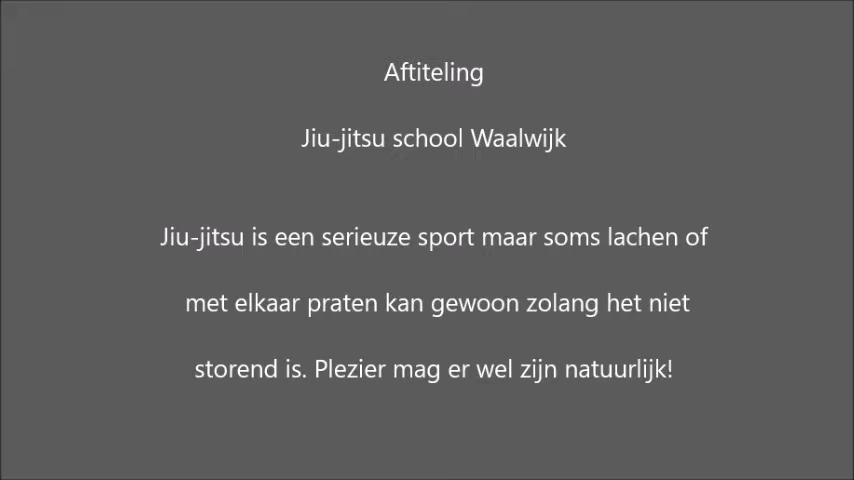 Aftiteling
Jiu-jitsu school Waalwijk
Jiu-jitsu is een serieuze sport maar soms lachen of
met elkaar praten kan gewoon zolang het niet
storend is. Plezier mag er wel zijn natuurlijk!